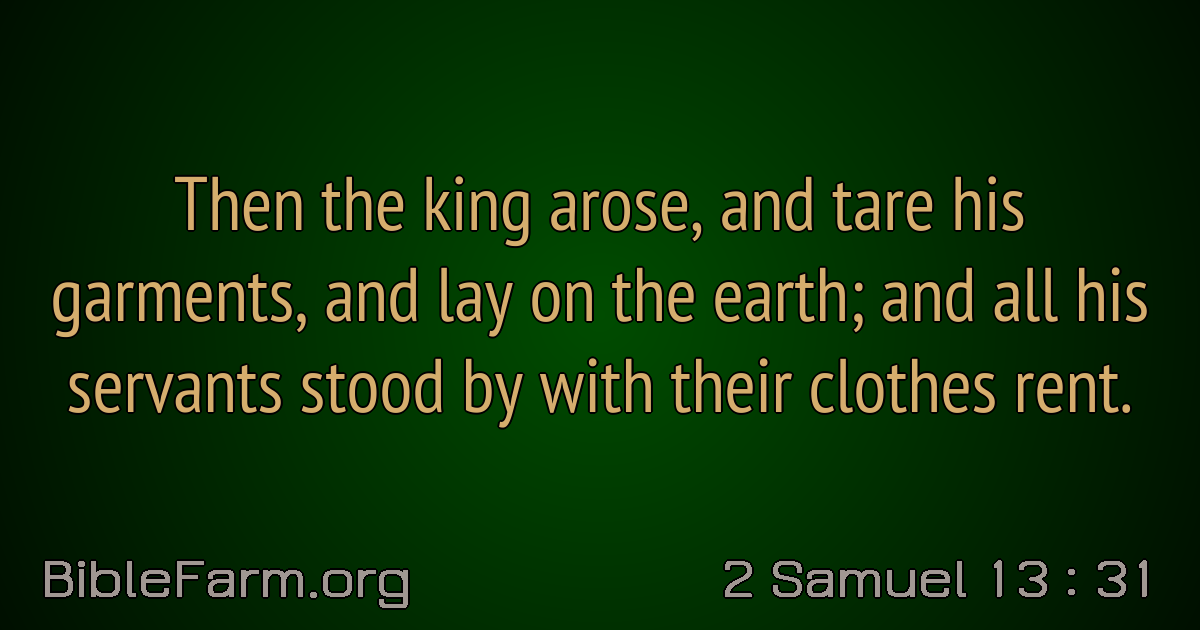 Then the king arose, and tare his
garments, and lay on the earth; and all his
servants stood by with their clothes rent.
BibleFarm.org
2 Samuel 13 : 31